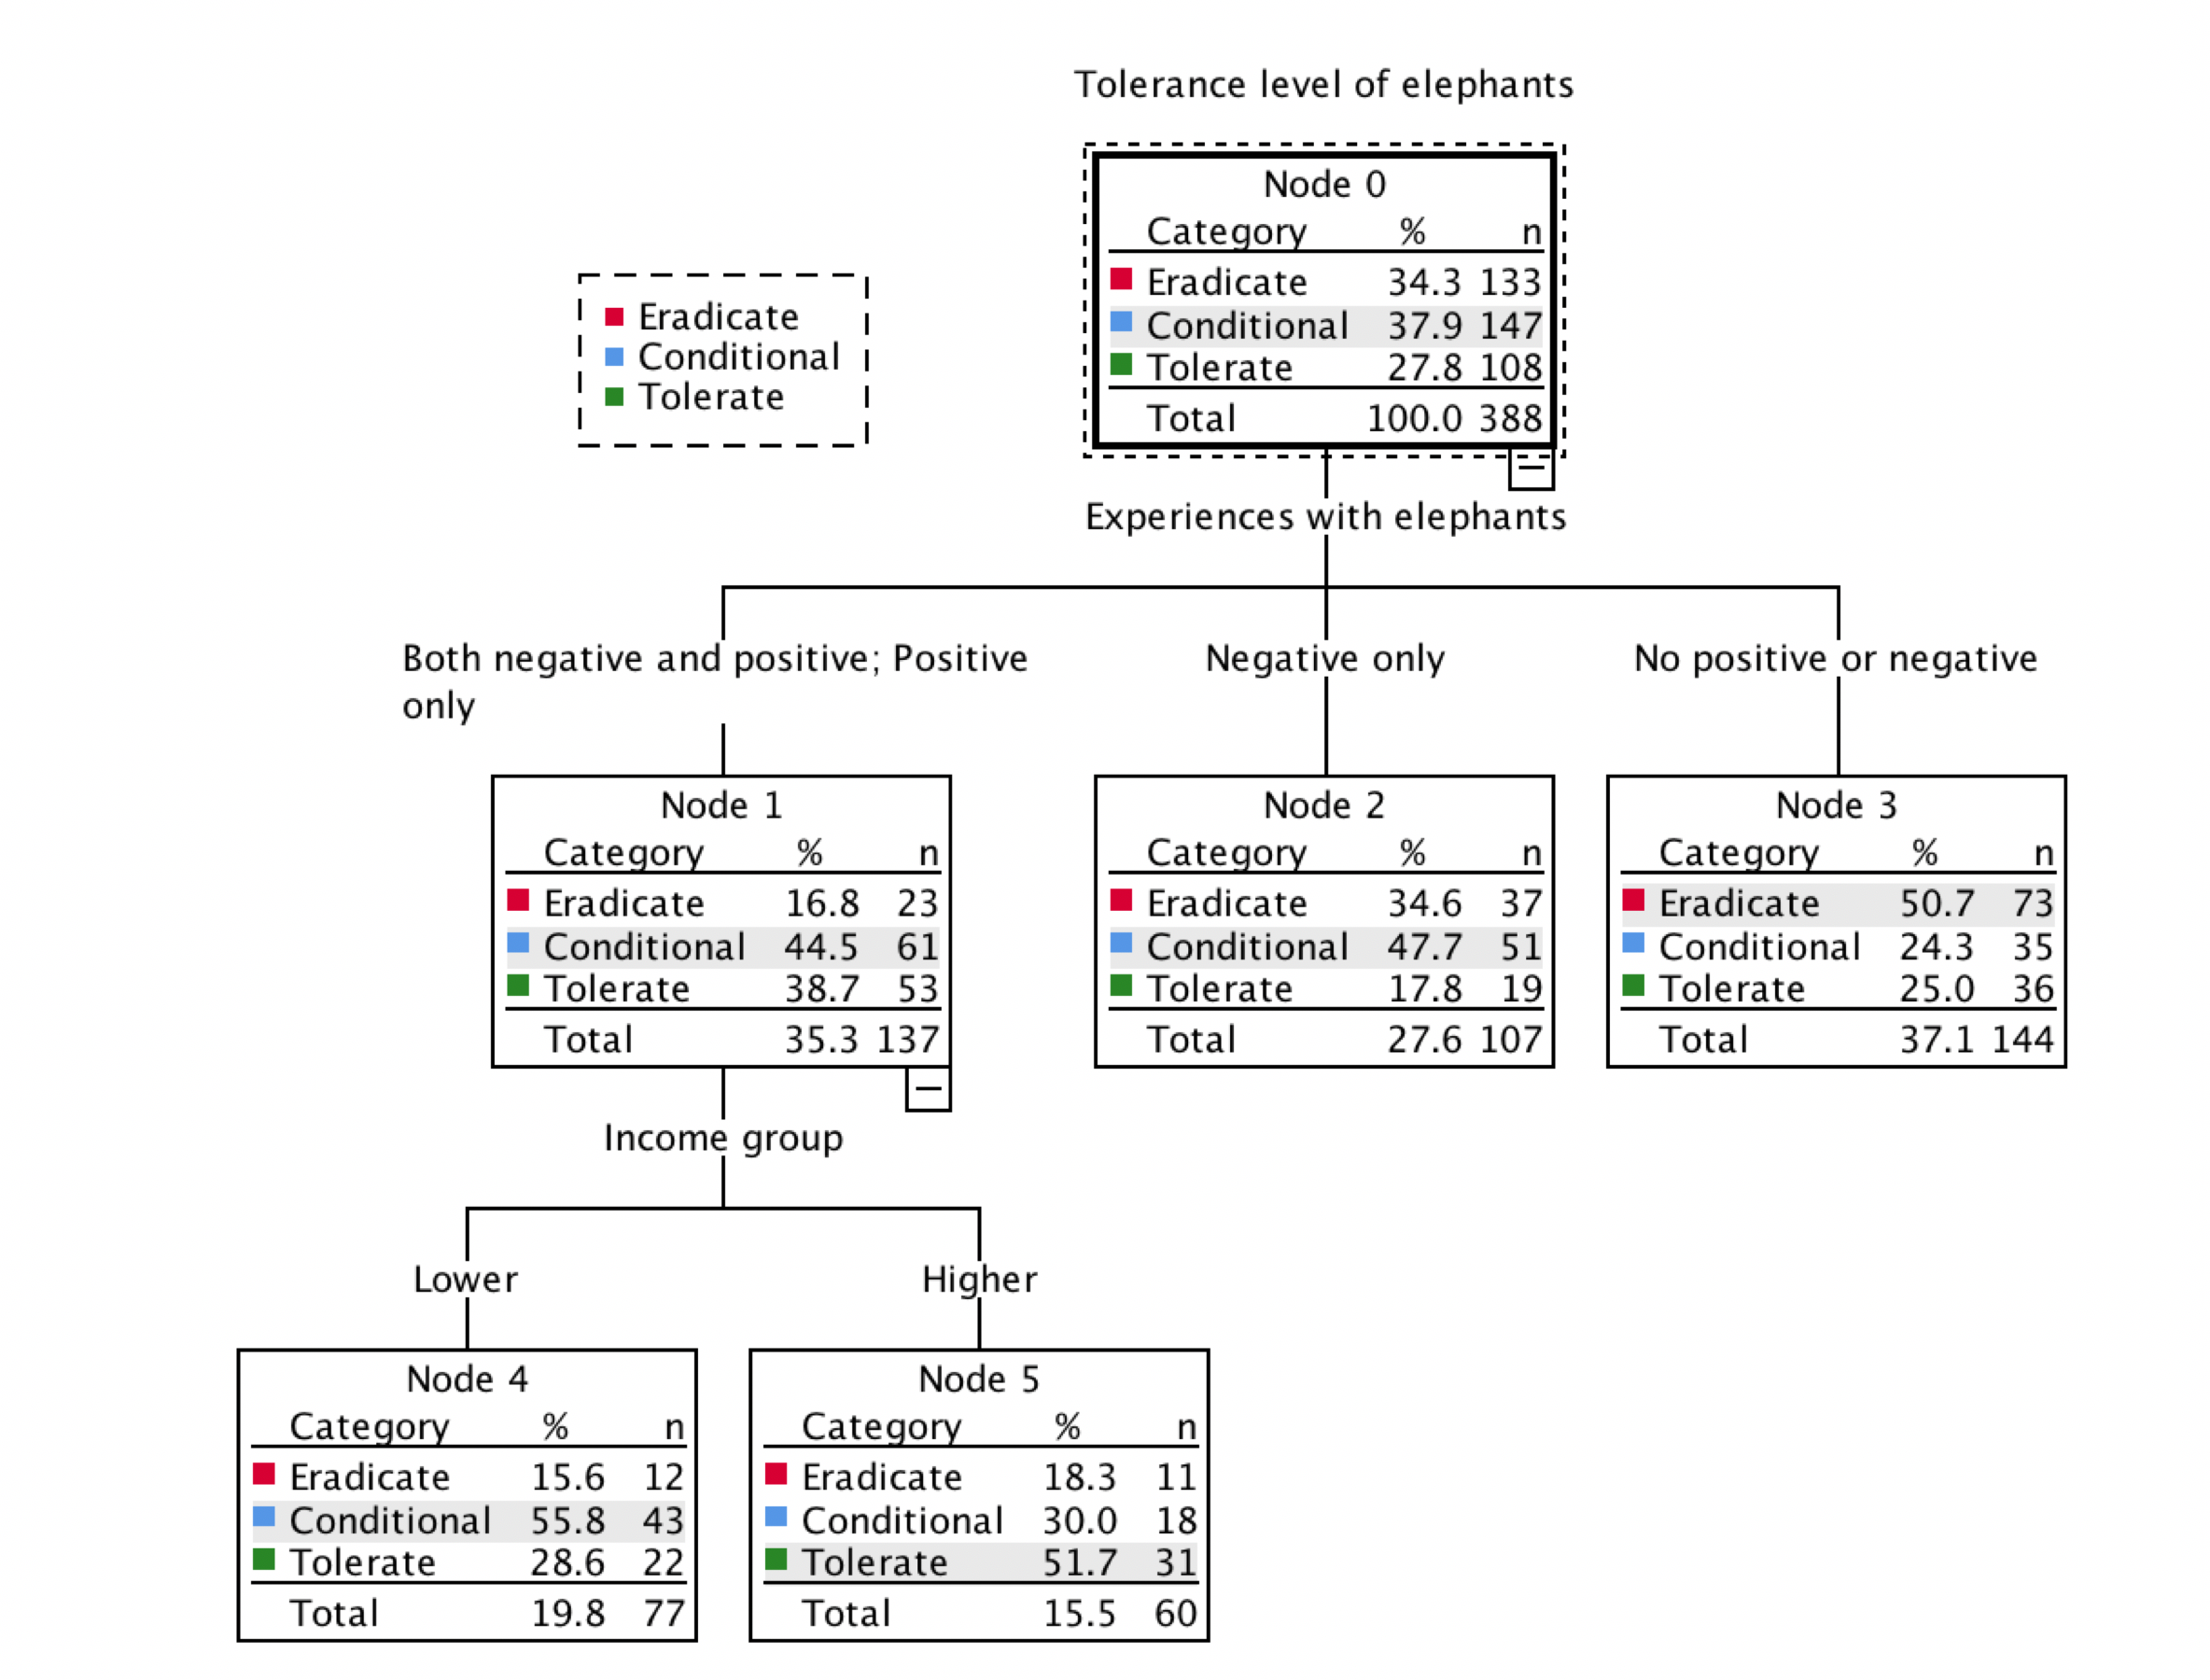 Tolerance level of elephants
Node 0
Category % n
Eradicate 34.3 133
Conditional 37.9 147
Tolerate 27.8 108
Total 100.0 388
Eradicate
Conditional
Tolerate
Experiences with elephants
Both negative and positive; Positive
only
Negative only
No positive or negative
Node 1
Category % n
Eradicate 16.8 23
Conditional 44.5 61
Tolerate 38.7 53
Total 35.3 137
Node 2
Category % n
Eradicate 34.6 37
Conditional 47.7 51
Tolerate 17.8 19
Total 27.6 107
Node 3
Category % n
Eradicate 50.7 73
Conditional 24.3 35
Tolerate 25.0 36
Total 37.1 144
Income group
Lower
Higher
Node 4
Category % n
Eradicate 15.6 12
Conditional 55.8 43
Tolerate 28.6 22
Total 19.8 77
Node 5
Category % n
Eradicate 18.3 11
Conditional 30.0 18
Tolerate 51.7 31
Total 15.5 60